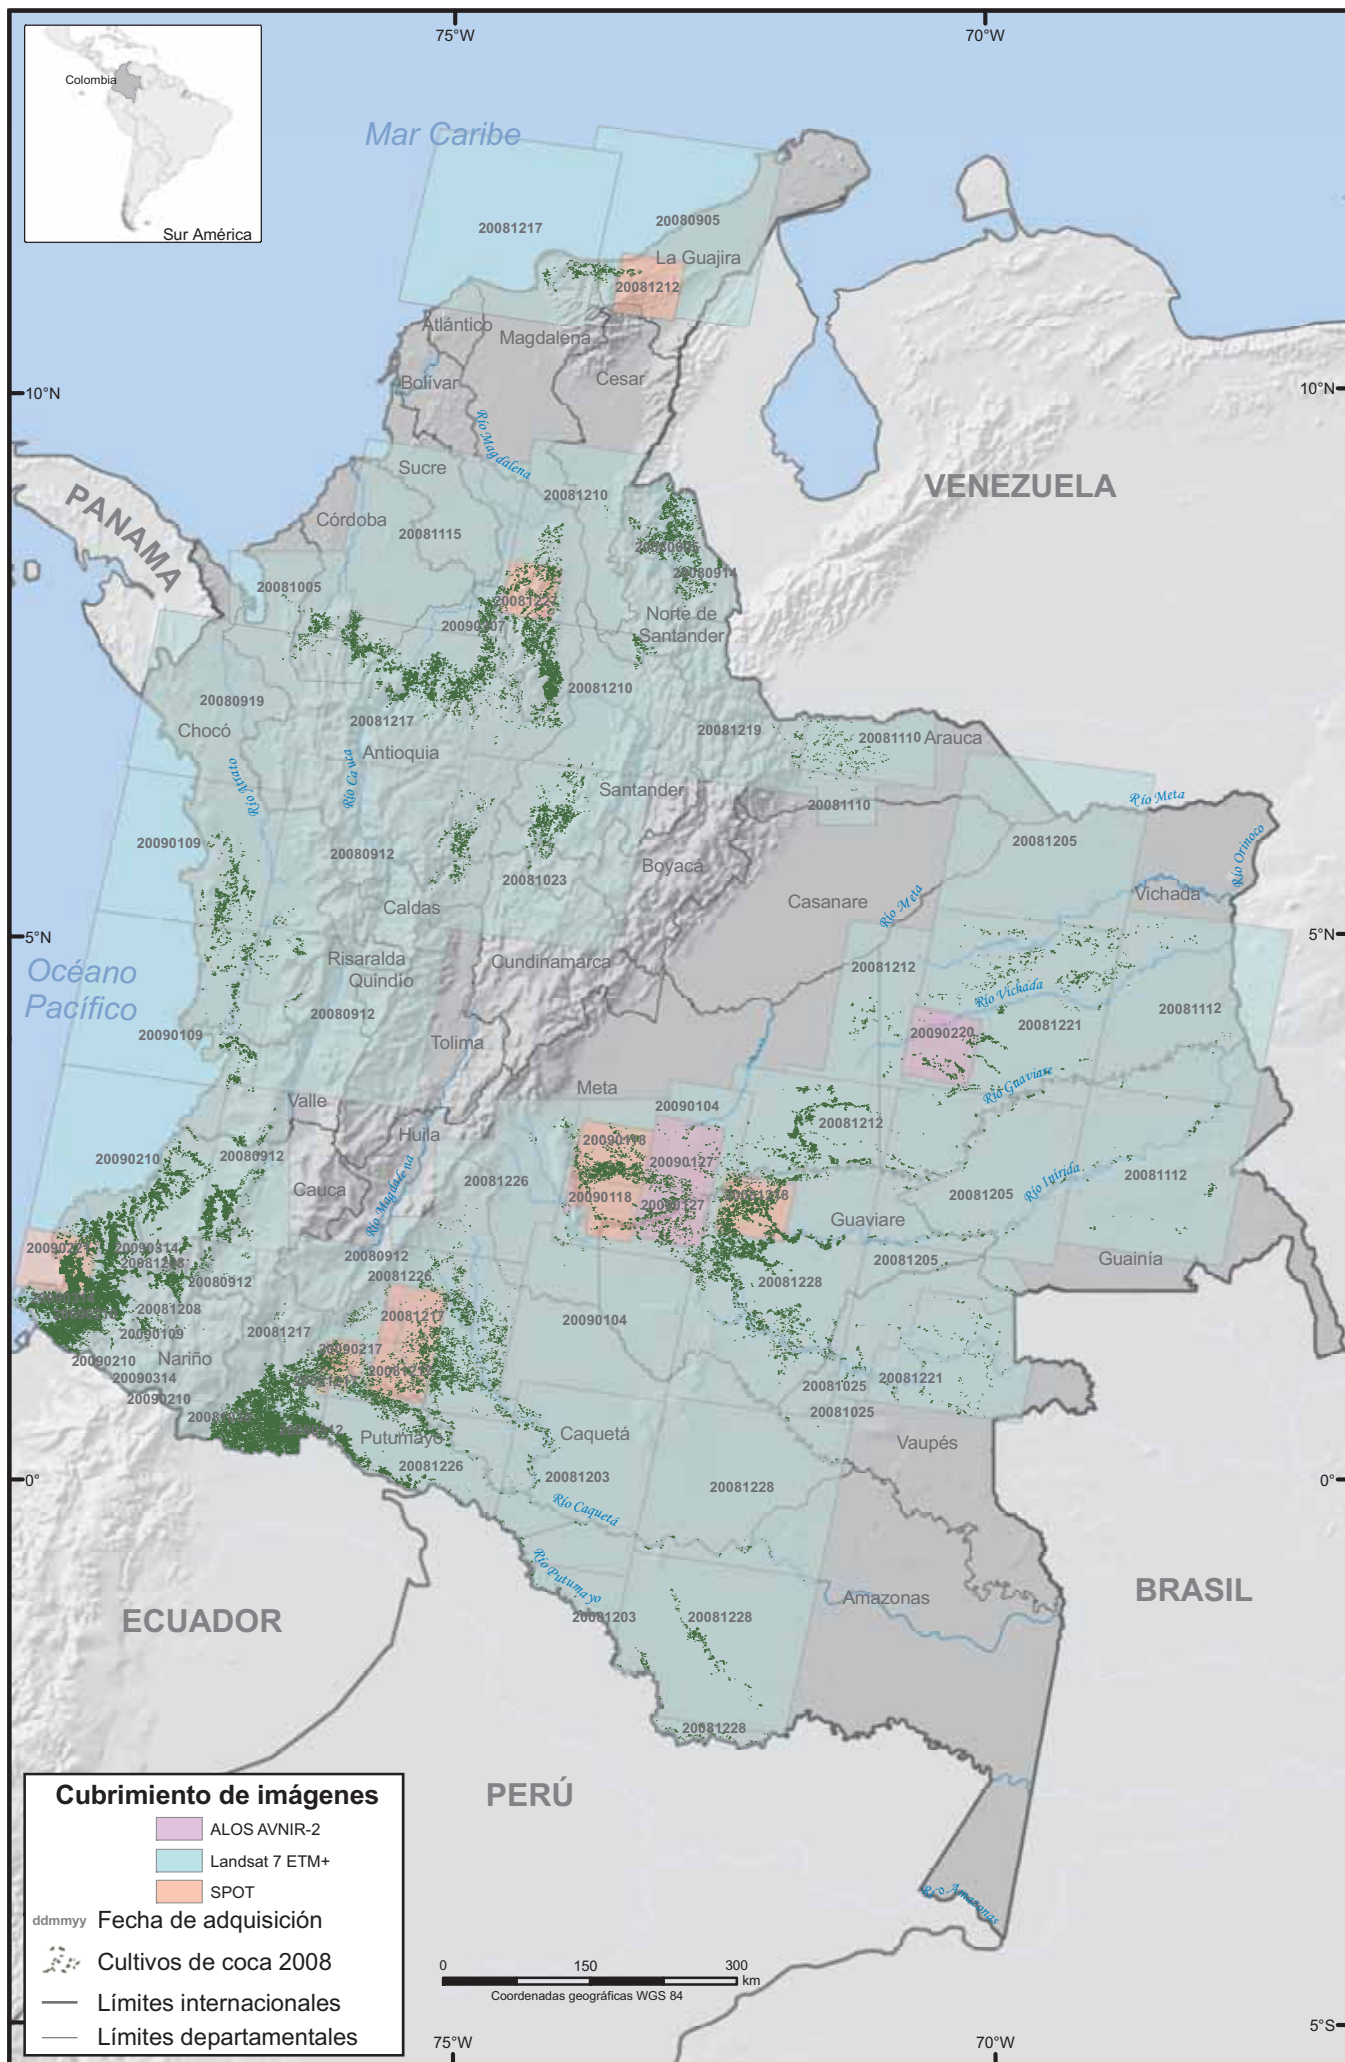 75°W
70°W
Colombia
Sur América
Mar Caribe
20081217
20080905
La Guajira
20081212
Atlántico
Magdalena
Bolívar
Cesar
10°N
10°N
Río Magdalena
Sucre
VENEZUELA
PANAMA
20081210
Córdoba
20081115
20080914
20081005
20081227
Norte de
Santander
20080919
20081210
20081217
Chocó
20081219
20081110
Arauca
Antioquia
Río Atrato
Río Cauca
Santander
20081110
Río Meta
20090109
20081205
Río Orinoco
20080912
Boyacá
20081023
Vichada
Casanare
Caldas
Río Meta
5°N
5°N
Océano
Pacífico
Risaralda
Quindío
Cundinamarca
20081212
Río Vichada
20080912
20081112
20090109
20090220
20081221
Tolima
Río Guaviare
Meta
Valle
20090104
20081212
Huila
20090118
20090210
20080912
20090127
20081226
20081112
Cauca
Río Magdalena
20090118
20090127
20081205
Río Inírida
Guaviare
20090314
20080912
20081205
Guainía
20080912
20081226
20081228
20081208
20081217
20090104
20090109
20081217
20090217
20090210
Nariño
20081221
20090314
20081025
20090210
20081025
Putumayo
Caquetá
Vaupés
20081226
20081203
0°
0°
20081228
Río Caquetá
Río Putumayo
Amazonas
BRASIL
ECUADOR
20081203
20081228
20081228
PERÚ
Cubrimiento de imágenes
ALOS AVNIR-2
Landsat 7 ETM+
SPOT
ddmmyy Fecha de adquisición
Cultivos de coca 2008
Límites internacionales
Límites departamentales
Río Amazonas
0 150 300
km
Coordenadas geográficas WGS 84
5°S
75°W
70°W